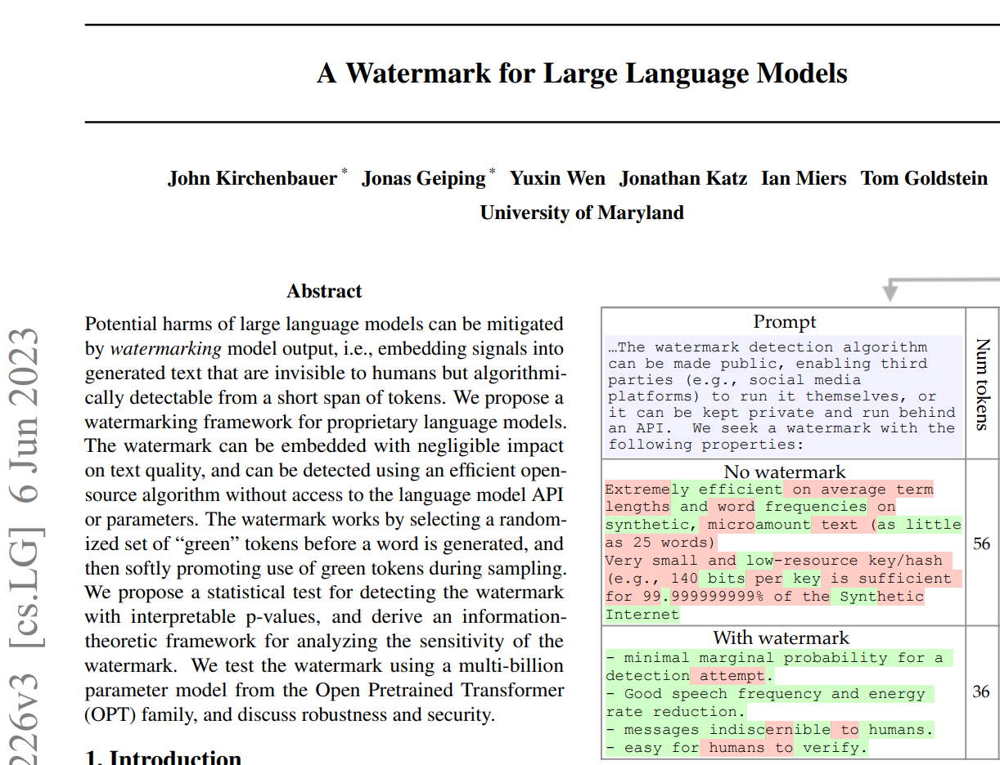 A Watermark for Large Language Models
John Kirchenbauer * Jonas Geiping * Yuxin Wen Jonathan Katz Ian Miers Tom Goldstein
University of Maryland
226v3 [cs.LG] 6 Jun 2023
Abstract
Potential harms of large language models can be mitigated
by watermarking model output, i.e., embedding signals into
generated text that are invisible to humans but algorithmi-
cally detectable from a short span of tokens. We propose a
watermarking framework for proprietary language models.
The watermark can be embedded with negligible impact
on text quality, and can be detected using an efficient open-
source algorithm without access to the language model API
or parameters. The watermark works by selecting a random-
ized set of “green” tokens before a word is generated, and
then softly promoting use of green tokens during sampling.
We propose a statistical test for detecting the watermark
with interpretable p-values, and derive an information-
theoretic framework for analyzing the sensitivity of the
watermark. We test the watermark using a multi-billion
parameter model from the Open Pretrained Transformer
(OPT) family, and discuss robustness and security.
1. Introduction
Prompt
Num tokens
…The watermark detection algorithm
can be made public, enabling third
parties (e.g., social media
platforms) to run it themselves, or
it can be kept private and run behind
an API. We seek a watermark with the
following properties:
No watermark
Extremely efficient on average term
lengths and word frequencies on
synthetic, microamount text (as little
as 25 words)
Very small and low-resource key/hash
(e.g., 140 bits per key is sufficient
for 99.999999999% of the Synthetic
Internet
56
With watermark
- minimal marginal probability for a
detection attempt.
- Good speech frequency and energy
rate reduction.
- messages indiscernible to humans.
- easy for humans to verify.
36